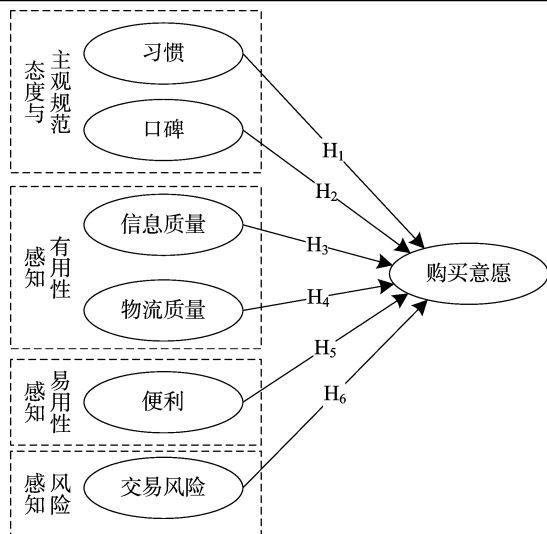 态度与
主观规范
习惯
口碑
H1
H2
感知
有用性
信息质量
物流质量
H3
H4
购买意愿
感知
易用性
便利
H5
感知
风险
交易风险
H6